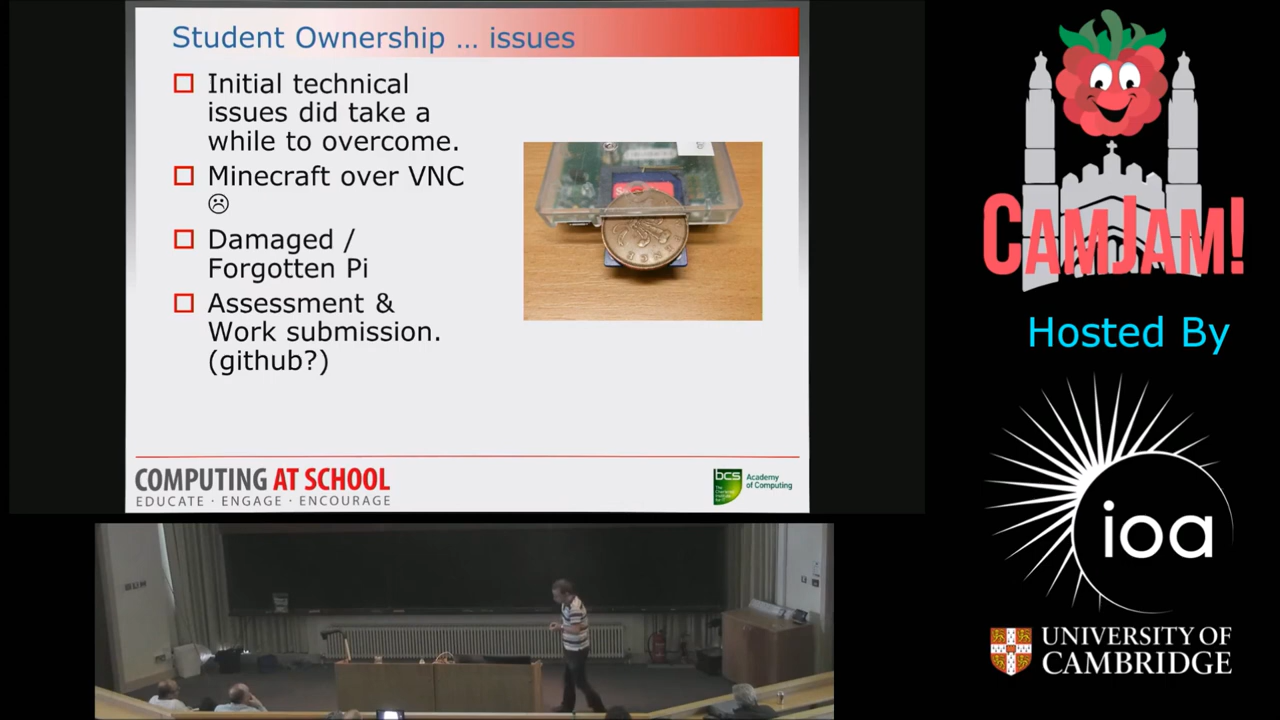 Student Ownership … issues
Initial technical
issues did take a
while to overcome.
Minecraft over VNC
☹
Damaged /
Forgotten Pi
Assessment &
Work submission.
(github?)
COMPUTING AT SCHOOL
EDUCATE · ENGAGE · ENCOURAGE
bcs
Academy
of Computing
CAMJAM!
Hosted By
ioa
UNIVERSITY OF
CAMBRIDGE